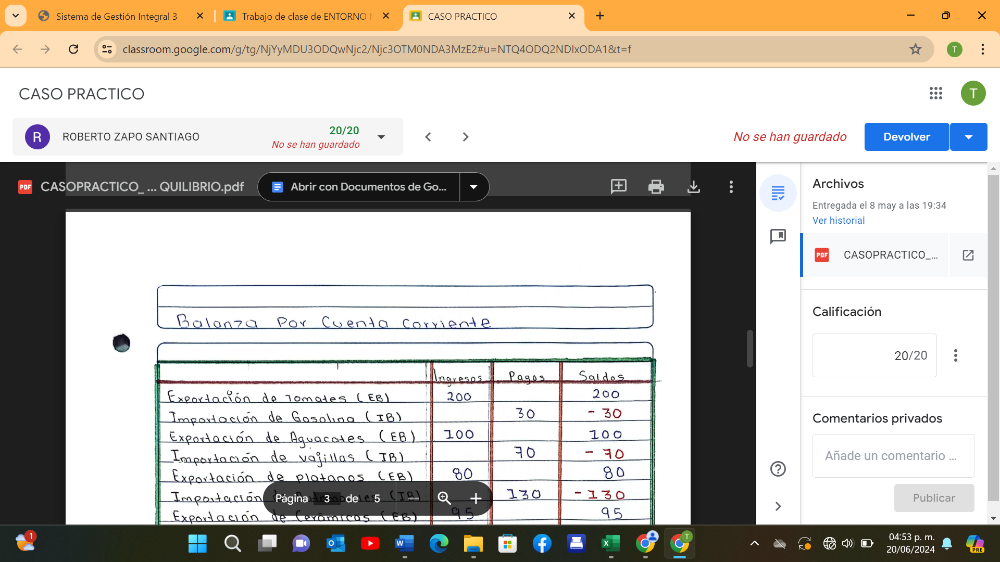 Sistema de Gestión Integral 3
Trabajo de clase de ENTORNO
CASO PRACTICO
classroom.google.com/g/tg/NjYyMDU3ODQwNjc2/Njc3OTM0NDA3MzE2#u=NTQ4ODQ2NDIxODA1&t=f
T
CASO PRACTICO
T
R
ROBERTO ZAPO SANTIAGO
20/20
No se han guardado
No se han guardado
Devolver
PDF
CASOPRACTICO_ ... QUILIBRIO.pdf
Abrir con Documentos de Go...
Archivos
Entregada el 8 may a las 19:34
Ver historial
PDF
CASOPRACTICO_...
Calificación
20/20
Comentarios privados
Añade un comentario ...
Publicar
Balanza Por Cuenta Corriente
Ingresos Pagos Saldos
Exportación de Tomates (EB) 200 200
Importación de Gasolina (IB) 30 - 30
Exportación de Aguacates (EB) 100 100
Importación de vajillas (IB) 70 - 70
Exportación de platanos (EB) 80 80
Importación (IB) 130 - 130
Exportación de Cerámicas (EB) 95 95
Página 3 de 5
1
T
04:53 p. m.
20/06/2024
PRE